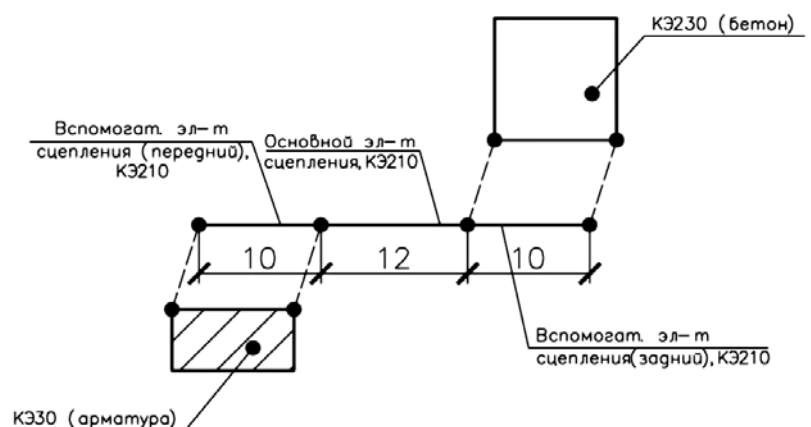 КЭ230 (бетон)
Вспомогат. эл-т
сцепления (передний),
КЭ210
Основной эл-т
сцепления, КЭ210
10
12
10
Вспомогат. эл-т
сцепления(задний), КЭ210
КЭ30 (арматура)